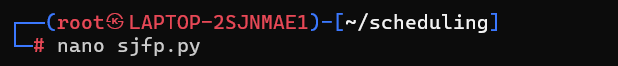 ┌──(root㉿LAPTOP-2SJNMAE1)-[~/scheduling]
└─# nano sjfp.py